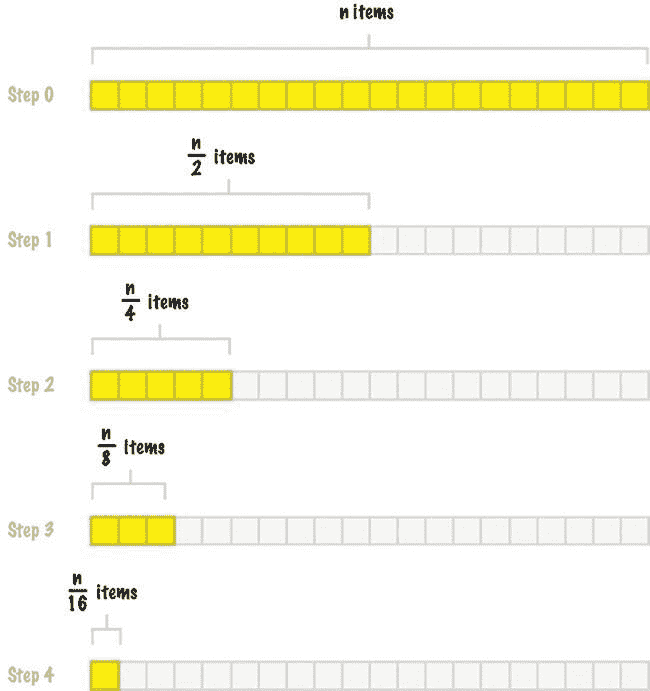 n items
Step 0
n
2 items
Step 1
n
4 items
Step 2
n
8 items
Step 3
n
16 items
Step 4